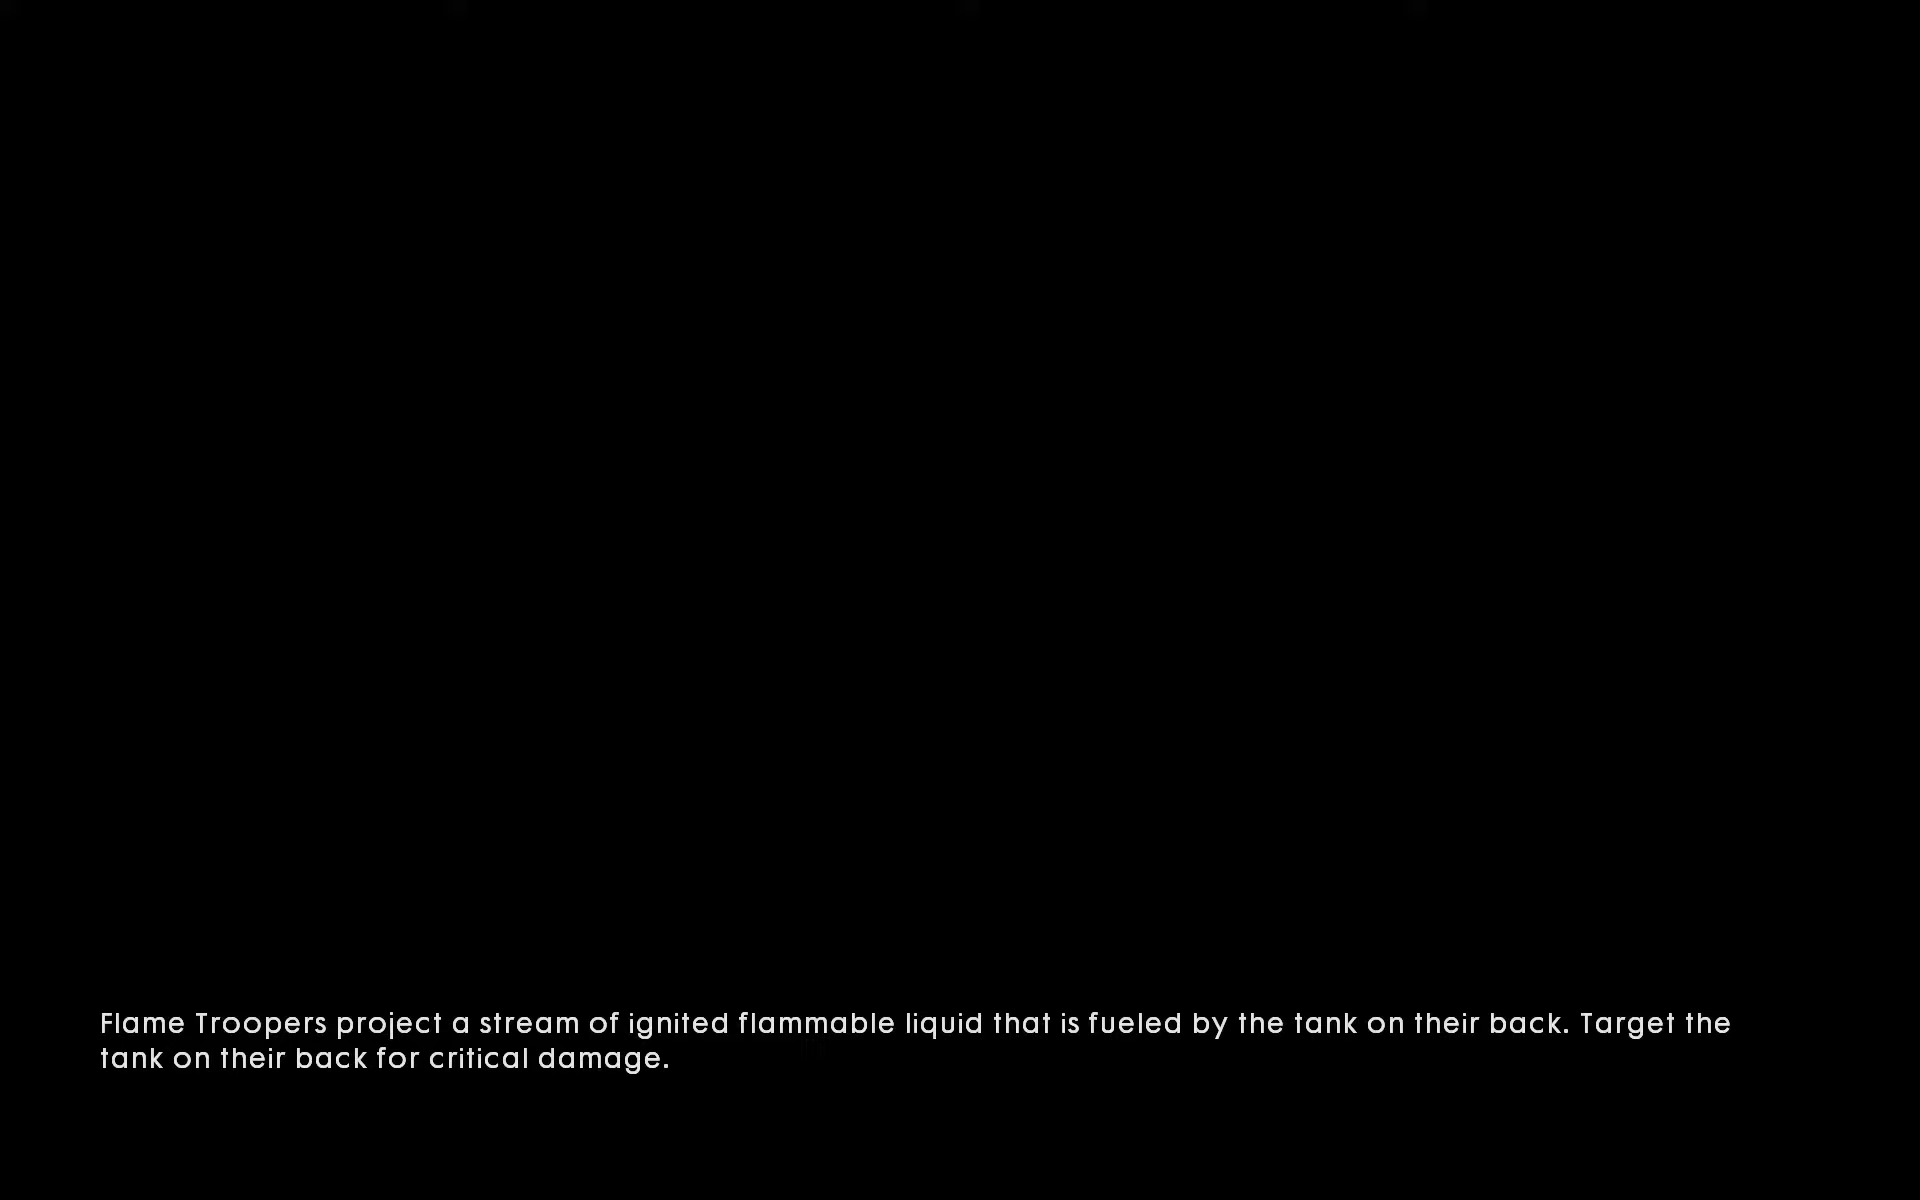 Flame Troopers project a stream of ignited flammable liquid that is fueled by the tank on their back. Target the
tank on their back for critical damage.